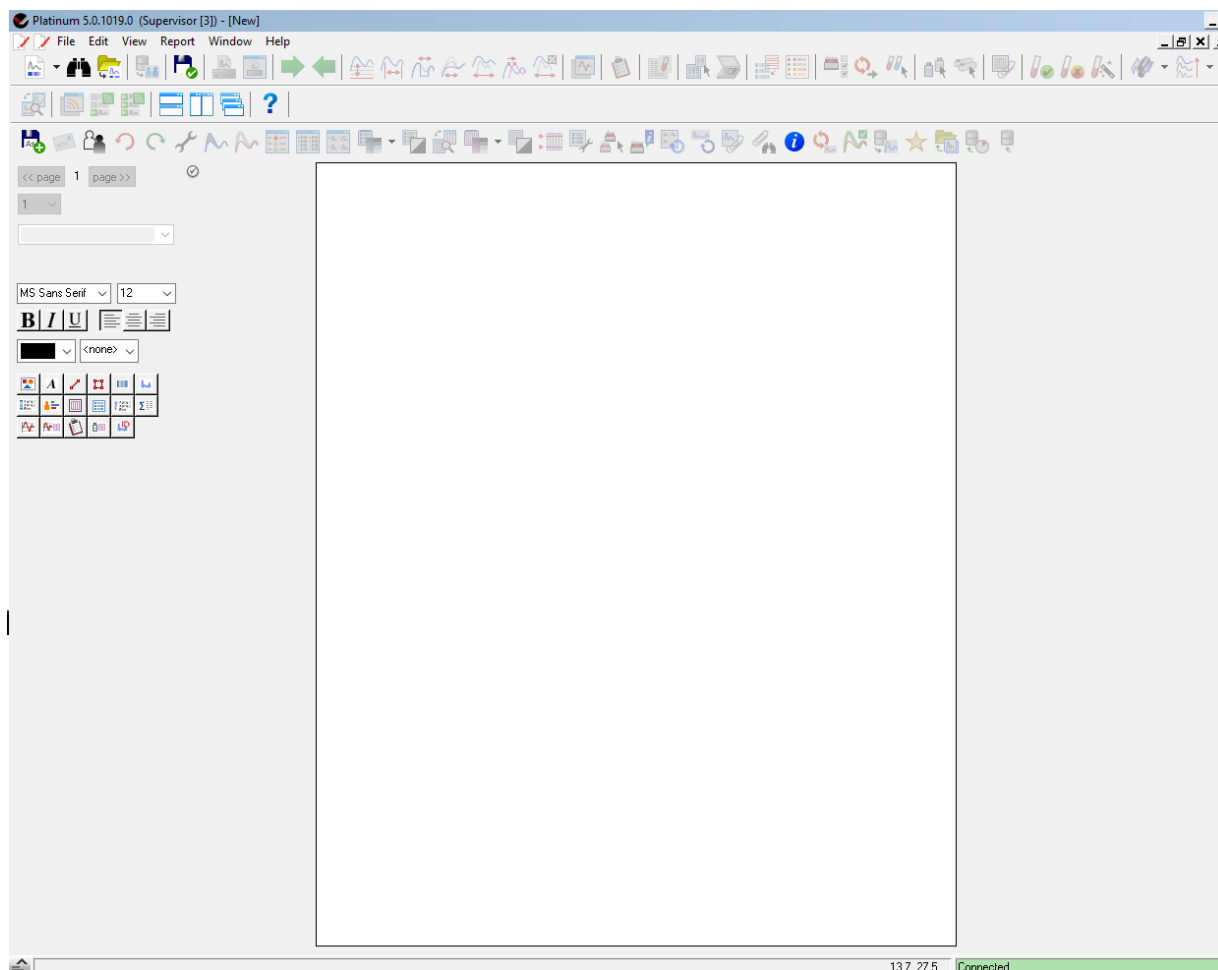 Platinum 5.0.1019.0 (Supervisor [3]) - [New]
File Edit View Report Window Help
<< page 1 page >>
1
MS Sans Serif 12
B I U
<none>
13.7, 27.5 Connected